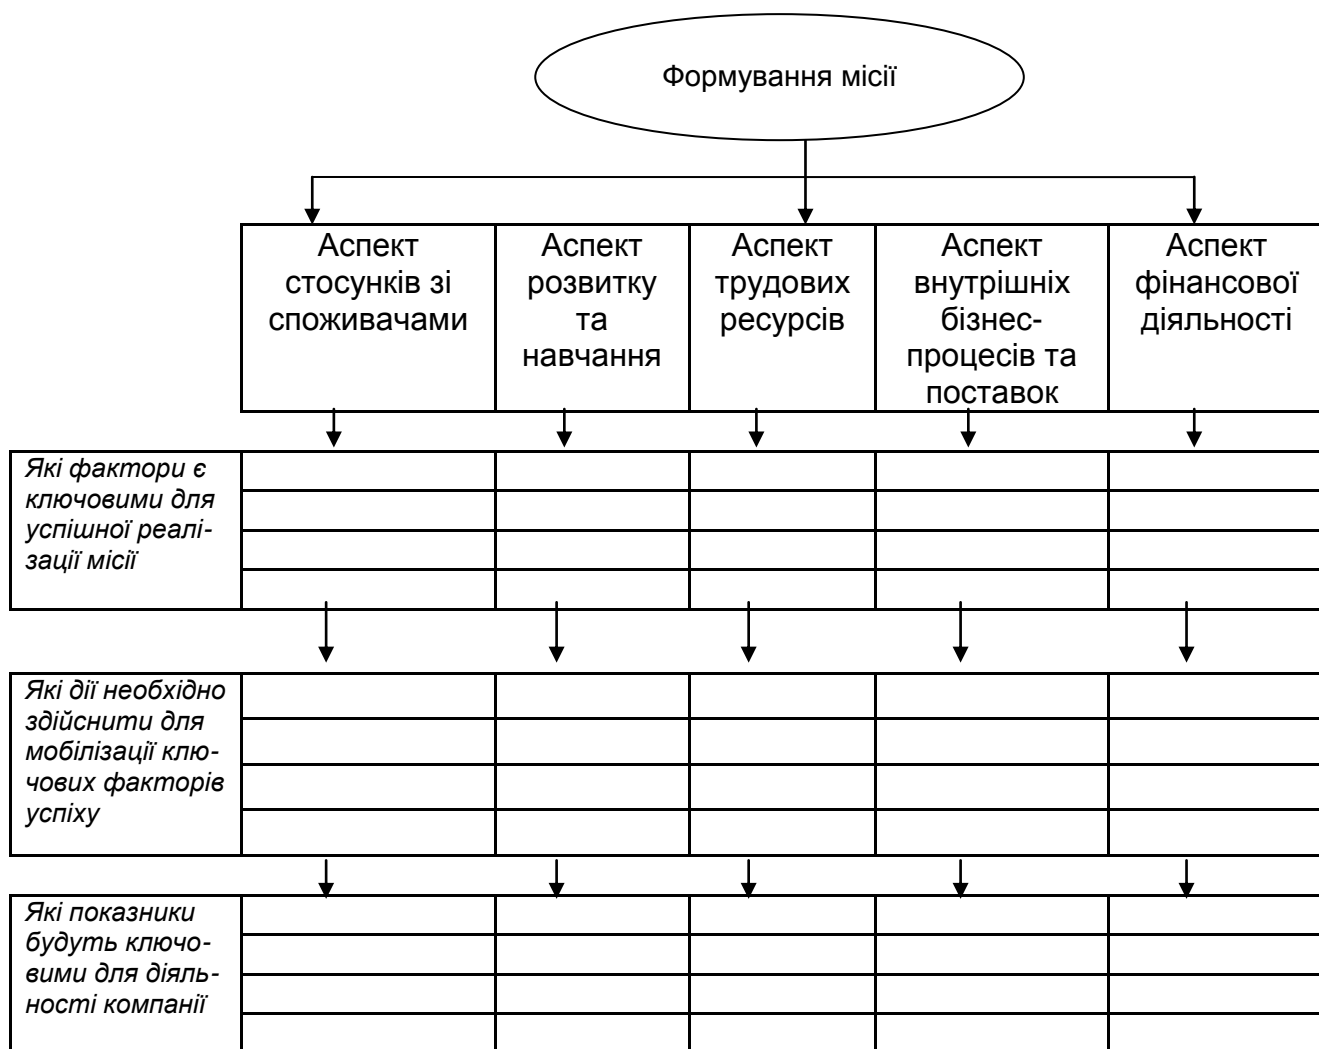 Формування місії
Аспект
стосунків зі
споживачами
Аспект
розвитку
та
навчання
Аспект
трудових
ресурсів
Аспект
внутрішніх
бізнес-
процесів та
поставок
Аспект
фінансової
діяльності
Які фактори є
ключовими для
успішної реалі-
зації місії
Які дії необхідно
здійснити для
мобілізації клю-
чових факторів
успіху
Які показники
будуть ключо-
вими для діяль-
ності компанії